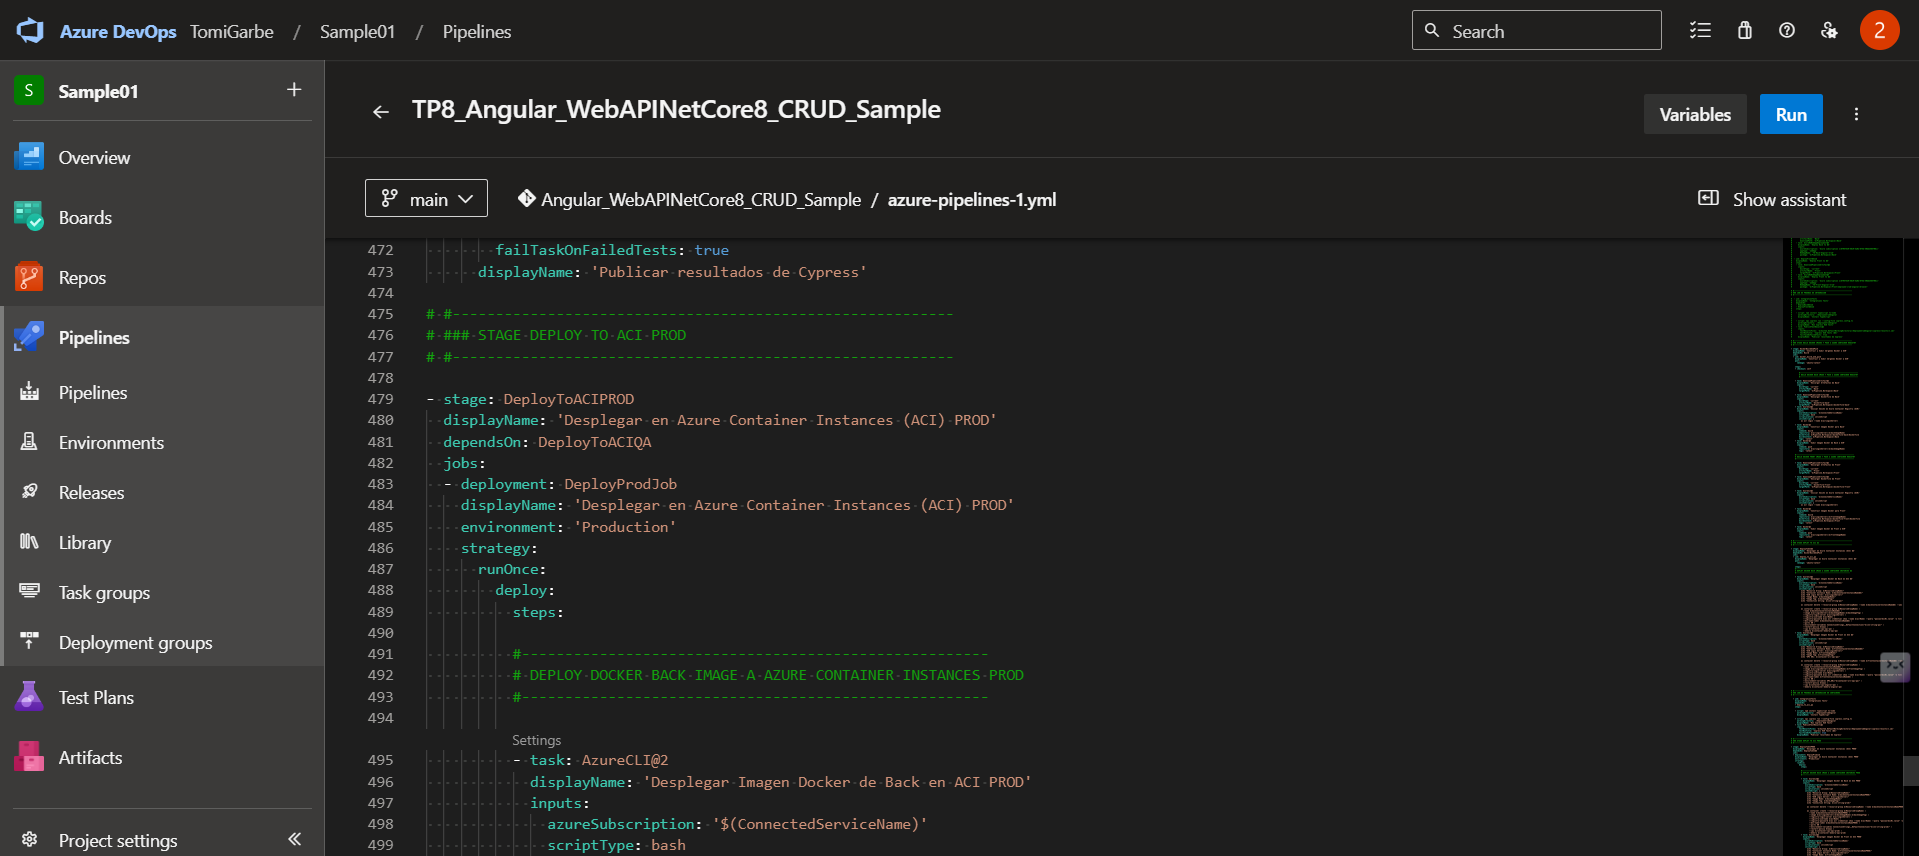 Azure DevOps TomiGarbe / Sample01 / Pipelines
Search
2
S Sample01 +
Overview
Boards
Repos
Pipelines
Pipelines
Environments
Releases
Library
Task groups
Deployment groups
Test Plans
Artifacts
Project settings
TP8_Angular_WebAPINetCore8_CRUD_Sample
Variables
Run
main
Angular_WebAPINetCore8_CRUD_Sample / azure-pipelines-1.yml
Show assistant
472 failTaskOnFailedTests: true
473 displayName: 'Publicar resultados de Cypress'
474
475 # #----------------------------------------------------------
476 # ### STAGE DEPLOY TO ACI PROD
477 # #----------------------------------------------------------
478
479 - stage: DeployToACIPROD
480 displayName: 'Desplegar en Azure Container Instances (ACI) PROD'
481 dependsOn: DeployToACIQA
482 jobs:
483 - deployment: DeployProdJob
484 displayName: 'Desplegar en Azure Container Instances (ACI) PROD'
485 environment: 'Production'
486 strategy:
487 runOnce:
488 deploy:
489 steps:
490
491 #------------------------------------------------------
492 # DEPLOY DOCKER BACK IMAGE A AZURE CONTAINER INSTANCES PROD
493 #------------------------------------------------------
494
Settings
495 - task: AzureCLI@2
496 displayName: 'Desplegar Imagen Docker de Back en ACI PROD'
497 inputs:
498 azureSubscription: '$(ConnectedServiceName)'
499 scriptType: bash